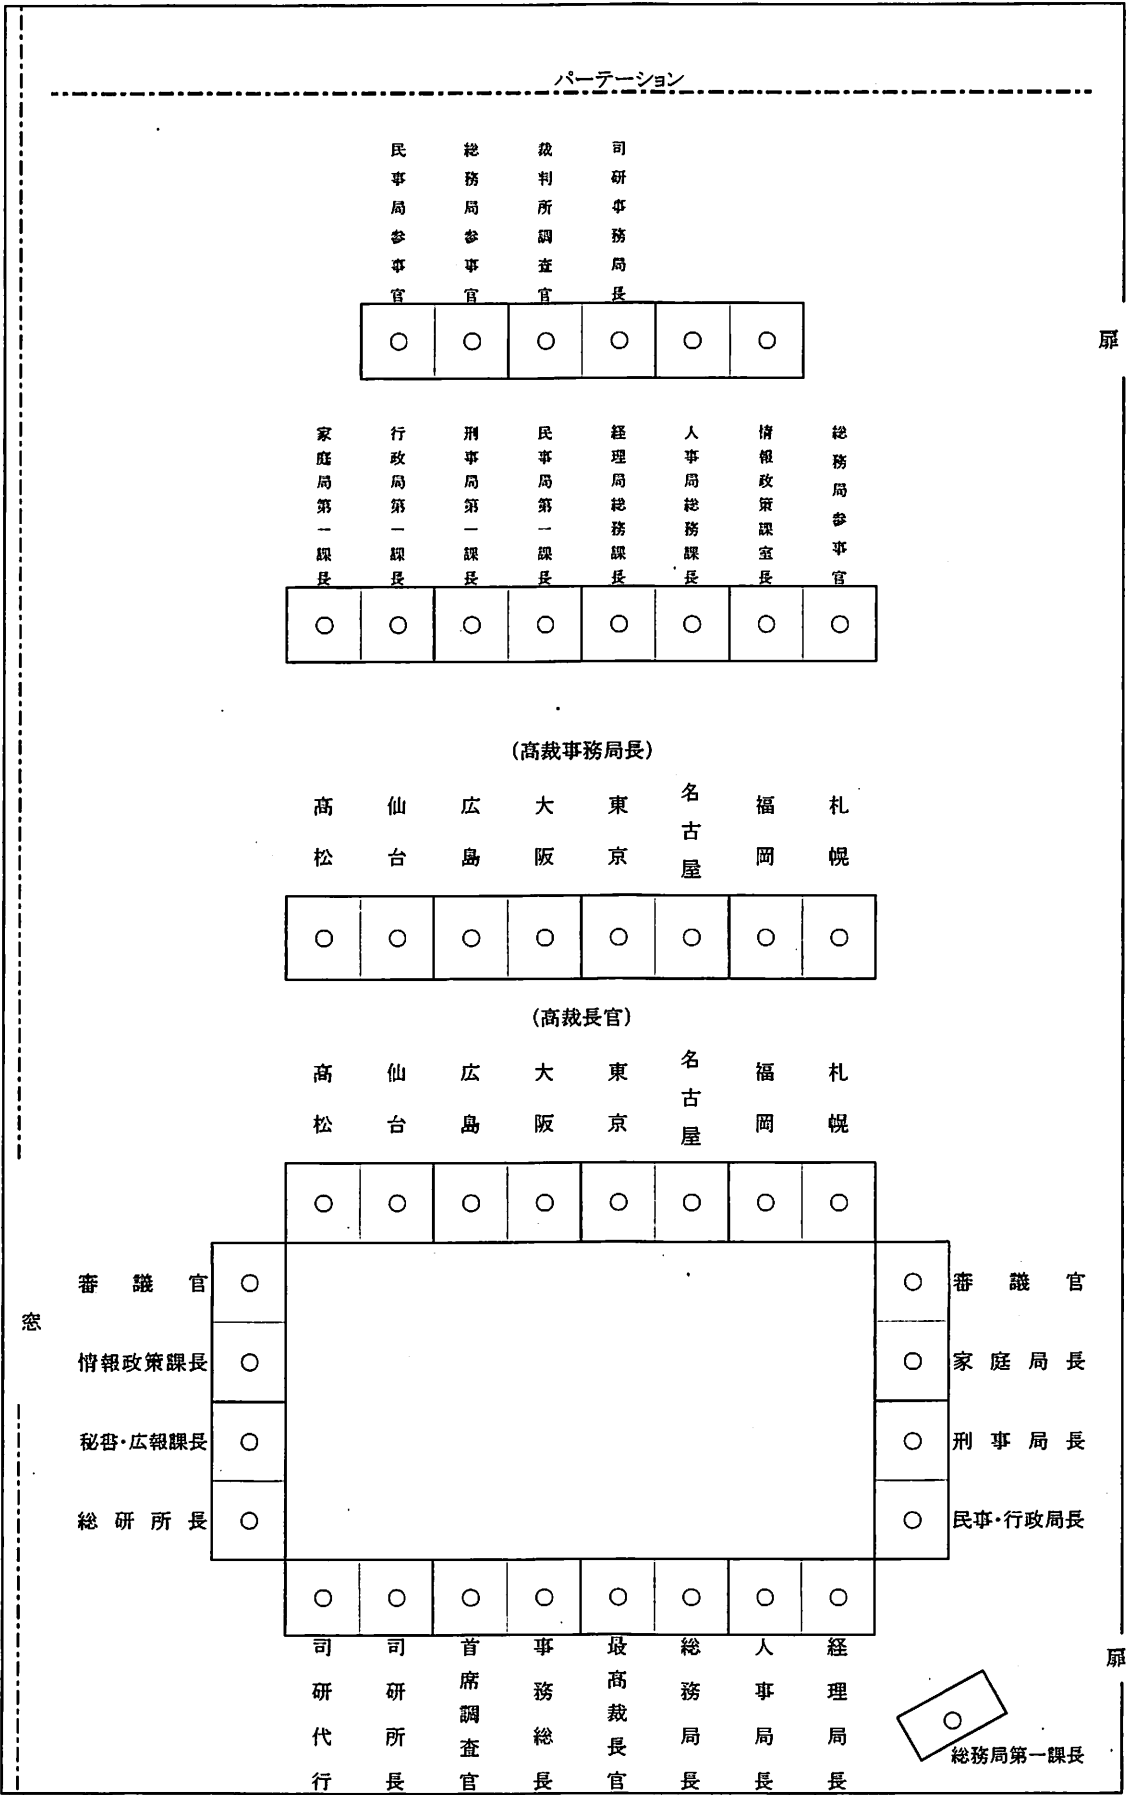 パーテーション
民事局参事官
総務局参事官
裁判所調査官
司研事務局長
扉
家庭局第一課長
行政局第一課長
刑事局第一課長
民事局第一課長
経理局総務課長
人事局総務課長
情報政策課室長
総務局参事官
(高裁事務局長)
高松
仙台
広島
大阪
東京
名古屋
福岡
札幌
(高裁長官)
高松
仙台
広島
大阪
東京
名古屋
福岡
札幌
窓
審議官
情報政策課長
秘書・広報課長
総研所長
審議官
家庭局長
刑事局長
民事・行政局長
司研代行
司研所長
首席調査官
事務総長
最高裁長官
総務局長
人事局長
経理局長
扉
総務局第一課長